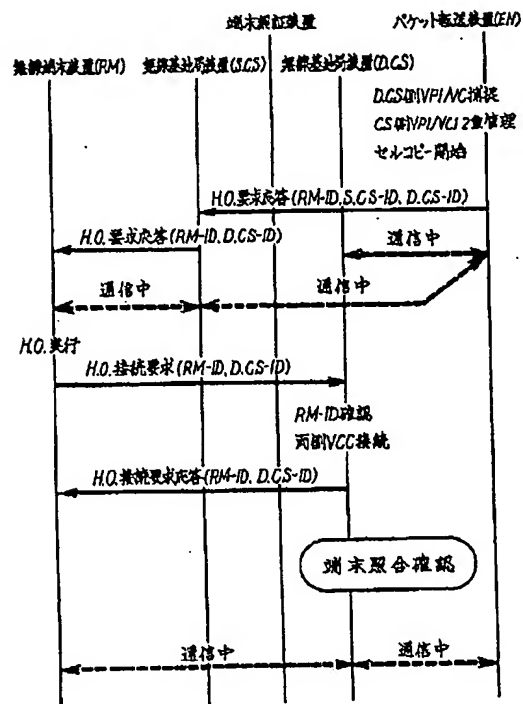 端末認証装置
パケット転送装置(EH)
無線端末装置(RM)
無線基地局装置(S.CS)
無線基地局装置(D.CS)
D.CS側VPI/VCI捕捉
CS側VPI/VCI 2重管理
セルコピー開始
H.O.要求応答(RM-ID,S.CS-ID, D.CS-ID)
H.O.要求応答(RM-ID, D.CS-ID)
通信中
通信中
通信中
H.O.実行
H.O.接続要求(RM-ID, D.CS-ID)
RM-ID確認
両側VCC接続
H.O.接続要求応答(RM-ID, D.CS-ID)
端末照合確認
通信中
通信中